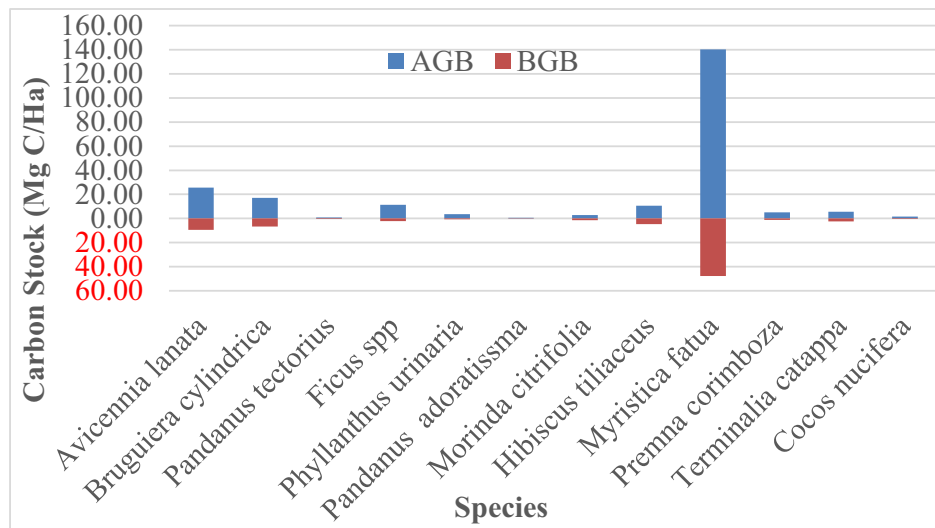 Carbon Stock (Mg C/Ha)
160.00
140.00
120.00
100.00
80.00
60.00
40.00
20.00
0.00
20.00
40.00
60.00
AGB BGB
Avicennia lanata
Bruguiera cylindrica
Pandanus tectorius
Ficus spp
Phyllanthus urinaria
Pandanus adoratissma
Morinda citrifolia
Hibiscus tiliaceus
Myristica fatua
Premna corimboza
Terminalia catappa
Cocos nucifera
Species